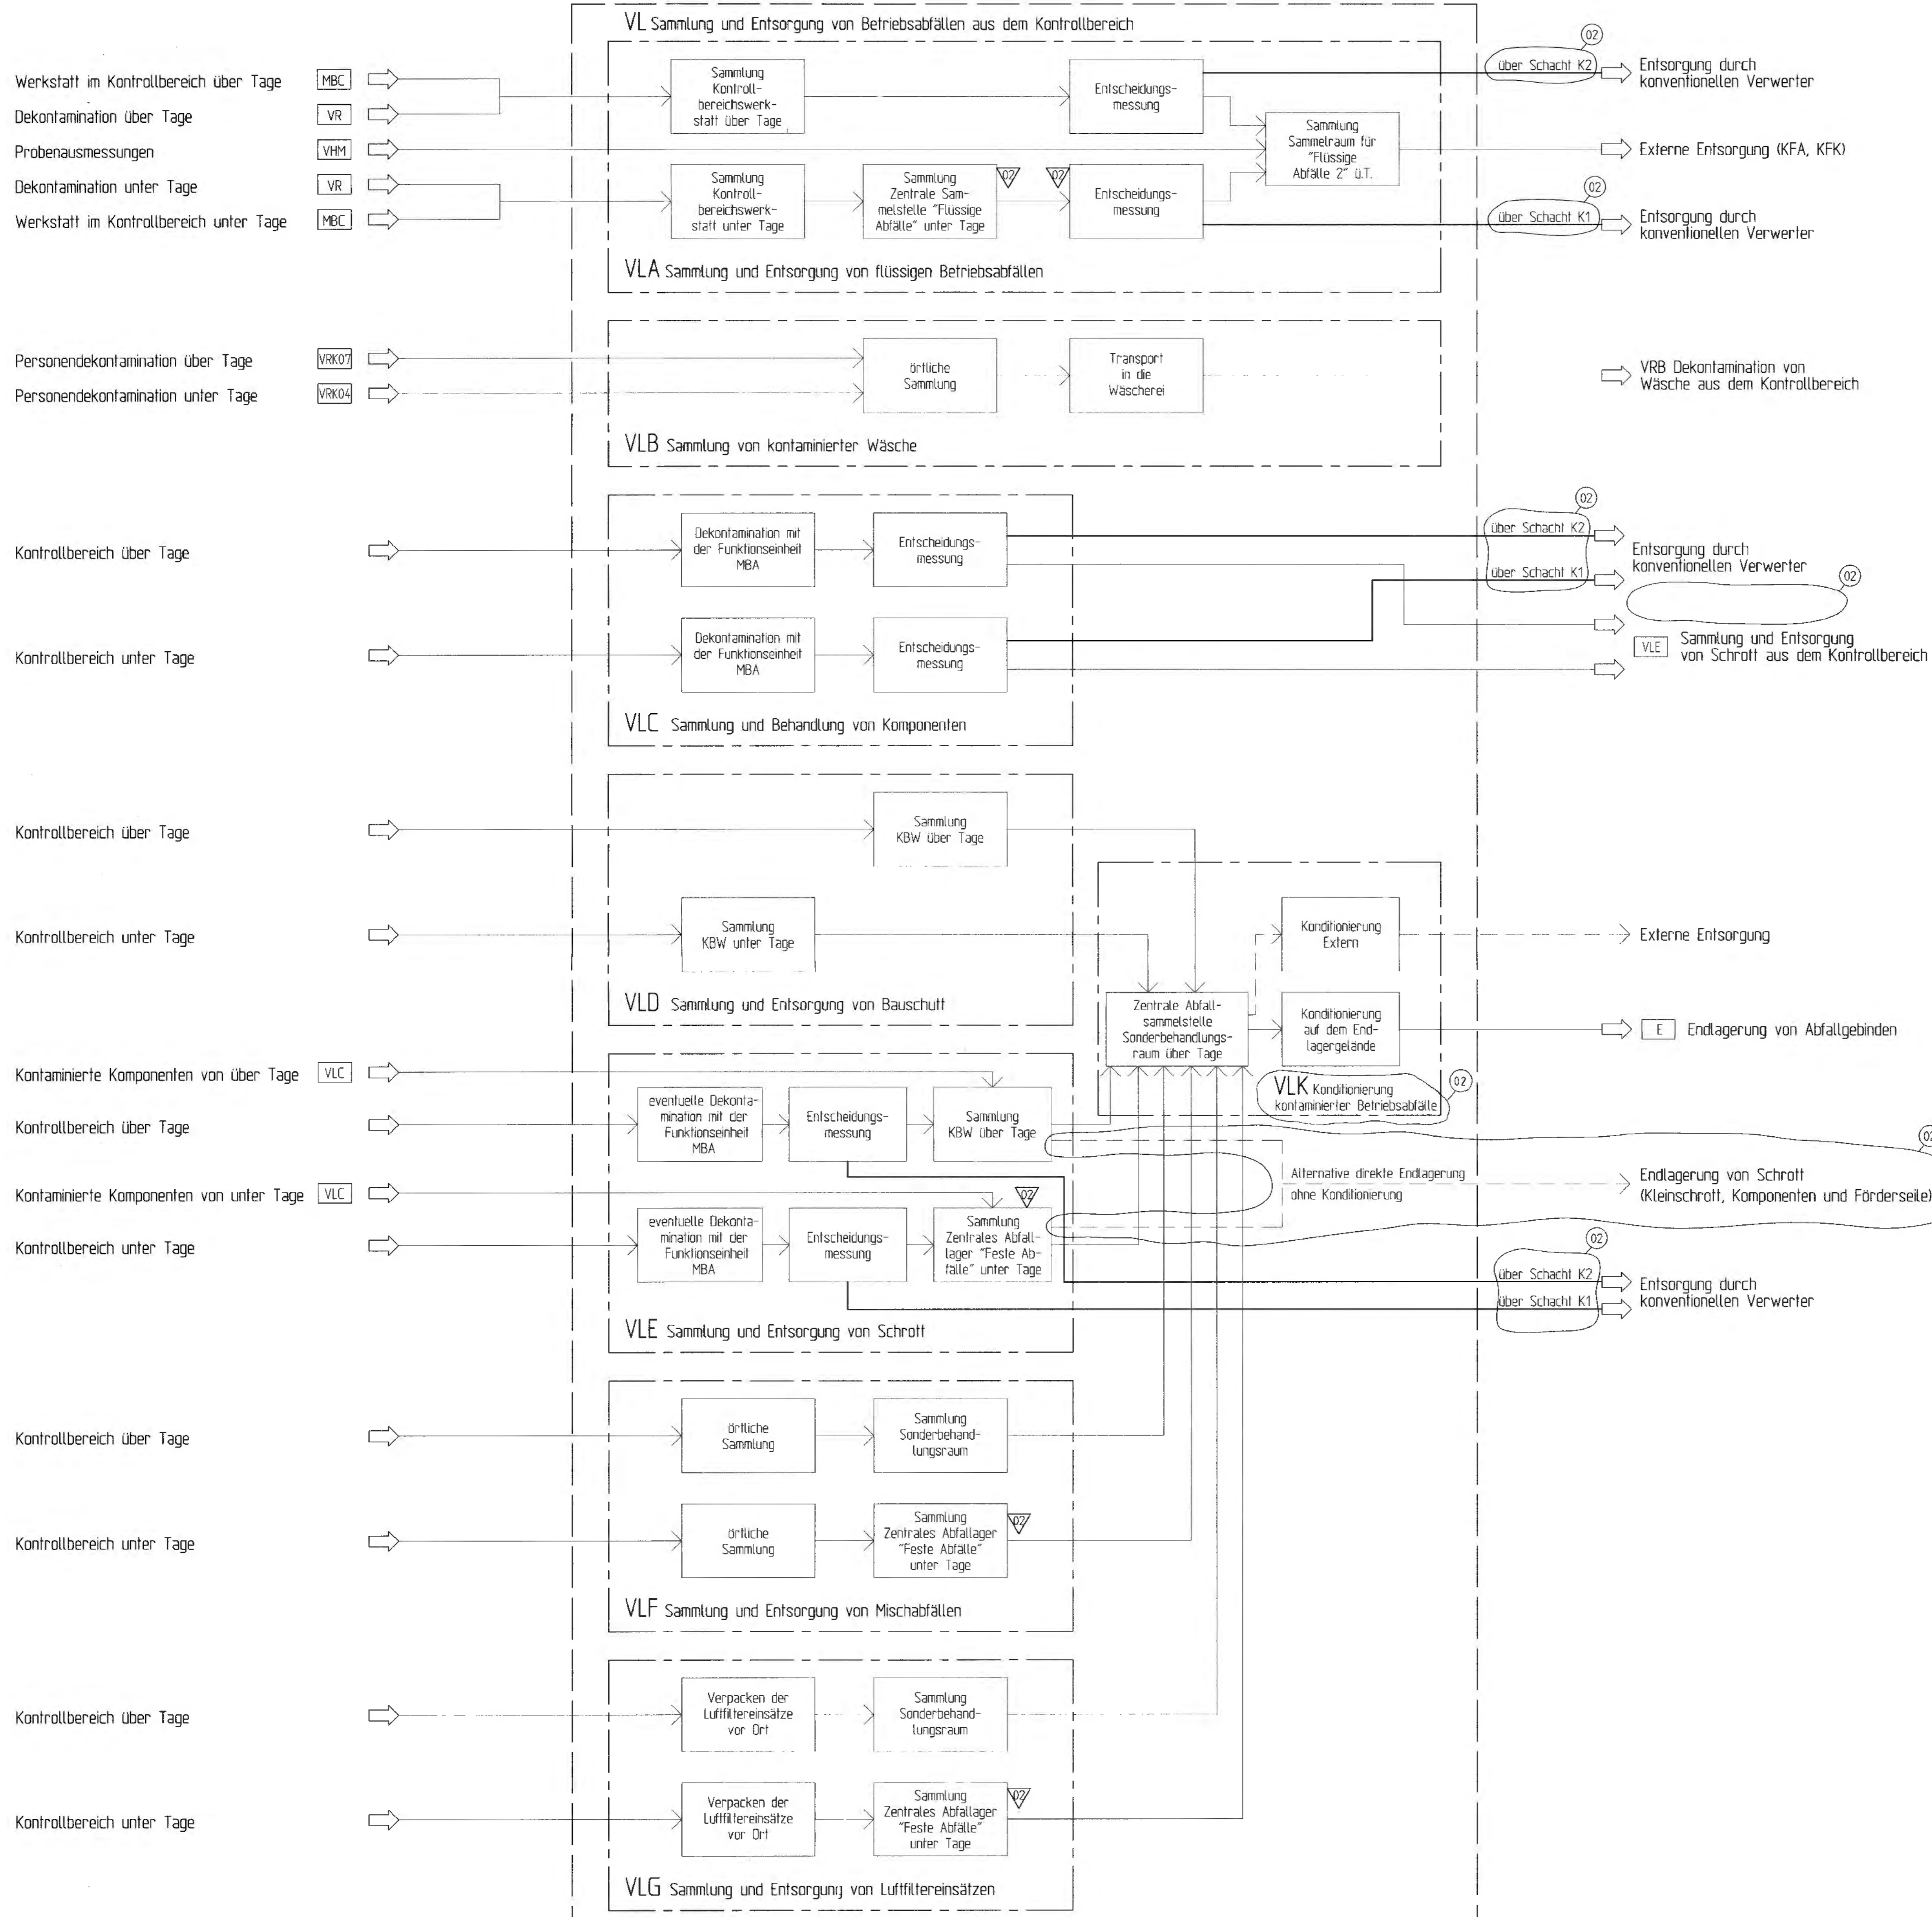 VL Sammlung und Entsorgung von Betriebsabfällen aus dem Kontrollbereich
Werkstatt im Kontrollbereich über Tage MBC
Dekontamination über Tage VR
Probenausmessungen VHM
Dekontamination unter Tage VR
Werkstatt im Kontrollbereich unter Tage MBC
Sammlung
Kontroll-
bereichswerk-
statt über Tage
Entscheidungs-
messung
Sammlung
Sammelraum für
"Flüssige
Abfälle 2" ü.T.
Sammlung
Kontroll-
bereichswerk-
statt unter Tage
Sammlung
Zentrale Sam-
melstelle "Flüssige
Abfälle" unter Tage
02
02
Entscheidungs-
messung
02
über Schacht K2
Entsorgung durch
konventionellen Verwerter
Externe Entsorgung (KFA, KFK)
02
über Schacht K1
Entsorgung durch
konventionellen Verwerter
VLA Sammlung und Entsorgung von flüssigen Betriebsabfällen
Personendekontamination über Tage VRK07
Personendekontamination unter Tage VRK04
örtliche
Sammlung
Transport
in die
Wäscherei
VRB Dekontamination von
Wäsche aus dem Kontrollbereich
VLB Sammlung von kontaminierter Wäsche
Kontrollbereich über Tage
Dekontamination mit
der Funktionseinheit
MBA
Entscheidungs-
messung
02
über Schacht K2
über Schacht K1
Entsorgung durch
konventionellen Verwerter
02
Kontrollbereich unter Tage
Dekontamination mit
der Funktionseinheit
MBA
Entscheidungs-
messung
VLE Sammlung und Entsorgung
von Schrott aus dem Kontrollbereich
VLC Sammlung und Behandlung von Komponenten
Kontrollbereich über Tage
Sammlung
KBW über Tage
Kontrollbereich unter Tage
Sammlung
KBW unter Tage
VLD Sammlung und Entsorgung von Bauschutt
Konditionierung
Extern
Externe Entsorgung
Zentrale Abfall-
sammelstelle
Sonderbehandlungs-
raum über Tage
Konditionierung
auf dem End-
lagergelände
E Endlagerung von Abfallgebinden
VLK Konditionierung
kontaminierter Betriebsabfälle
02
Kontaminierte Komponenten von über Tage VLC
Kontrollbereich über Tage
eventuelle Dekonta-
mination mit der
Funktionseinheit
MBA
Entscheidungs-
messung
Sammlung
KBW über Tage
Kontaminierte Komponenten von unter Tage VLC
Kontrollbereich unter Tage
eventuelle Dekonta-
mination mit der
Funktionseinheit
MBA
Entscheidungs-
messung
02
Sammlung
Zentrales Abfall-
lager "Feste Ab-
fälle" unter Tage
Alternative direkte Endlagerung
ohne Konditionierung
Endlagerung von Schrott
(Kleinschrott, Komponenten und Förderseile)
02
über Schacht K2
über Schacht K1
Entsorgung durch
konventionellen Verwerter
VLE Sammlung und Entsorgung von Schrott
Kontrollbereich über Tage
örtliche
Sammlung
Sammlung
Sonderbehand-
lungsraum
Kontrollbereich unter Tage
örtliche
Sammlung
Sammlung
Zentrales Abfallager
"Feste Abfälle"
unter Tage
02
VLF Sammlung und Entsorgung von Mischabfällen
Kontrollbereich über Tage
Verpacken der
Luftfiltereinsätze
vor Ort
Sammlung
Sonderbehand-
lungsraum
Kontrollbereich unter Tage
Verpacken der
Luftfiltereinsätze
vor Ort
Sammlung
Zentrales Abfallager
"Feste Abfälle"
unter Tage
02
VLG Sammlung und Entsorgung von Luftfiltereinsätzen